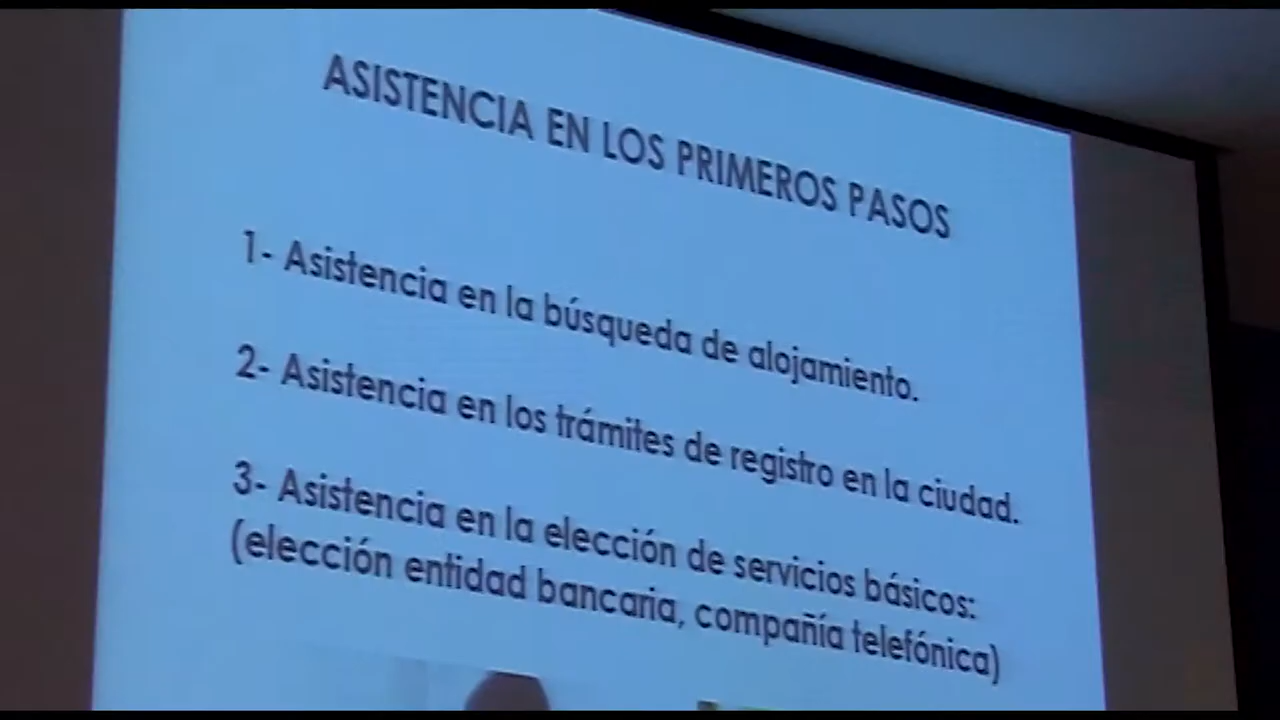 ASISTENCIA EN LOS PRIMEROS PASOS
1- Asistencia en la búsqueda de alojamiento.
2- Asistencia en los trámites de registro en la ciudad.
3- Asistencia en la elección de servicios básicos:
(elección entidad bancaria, compañía telefónica)